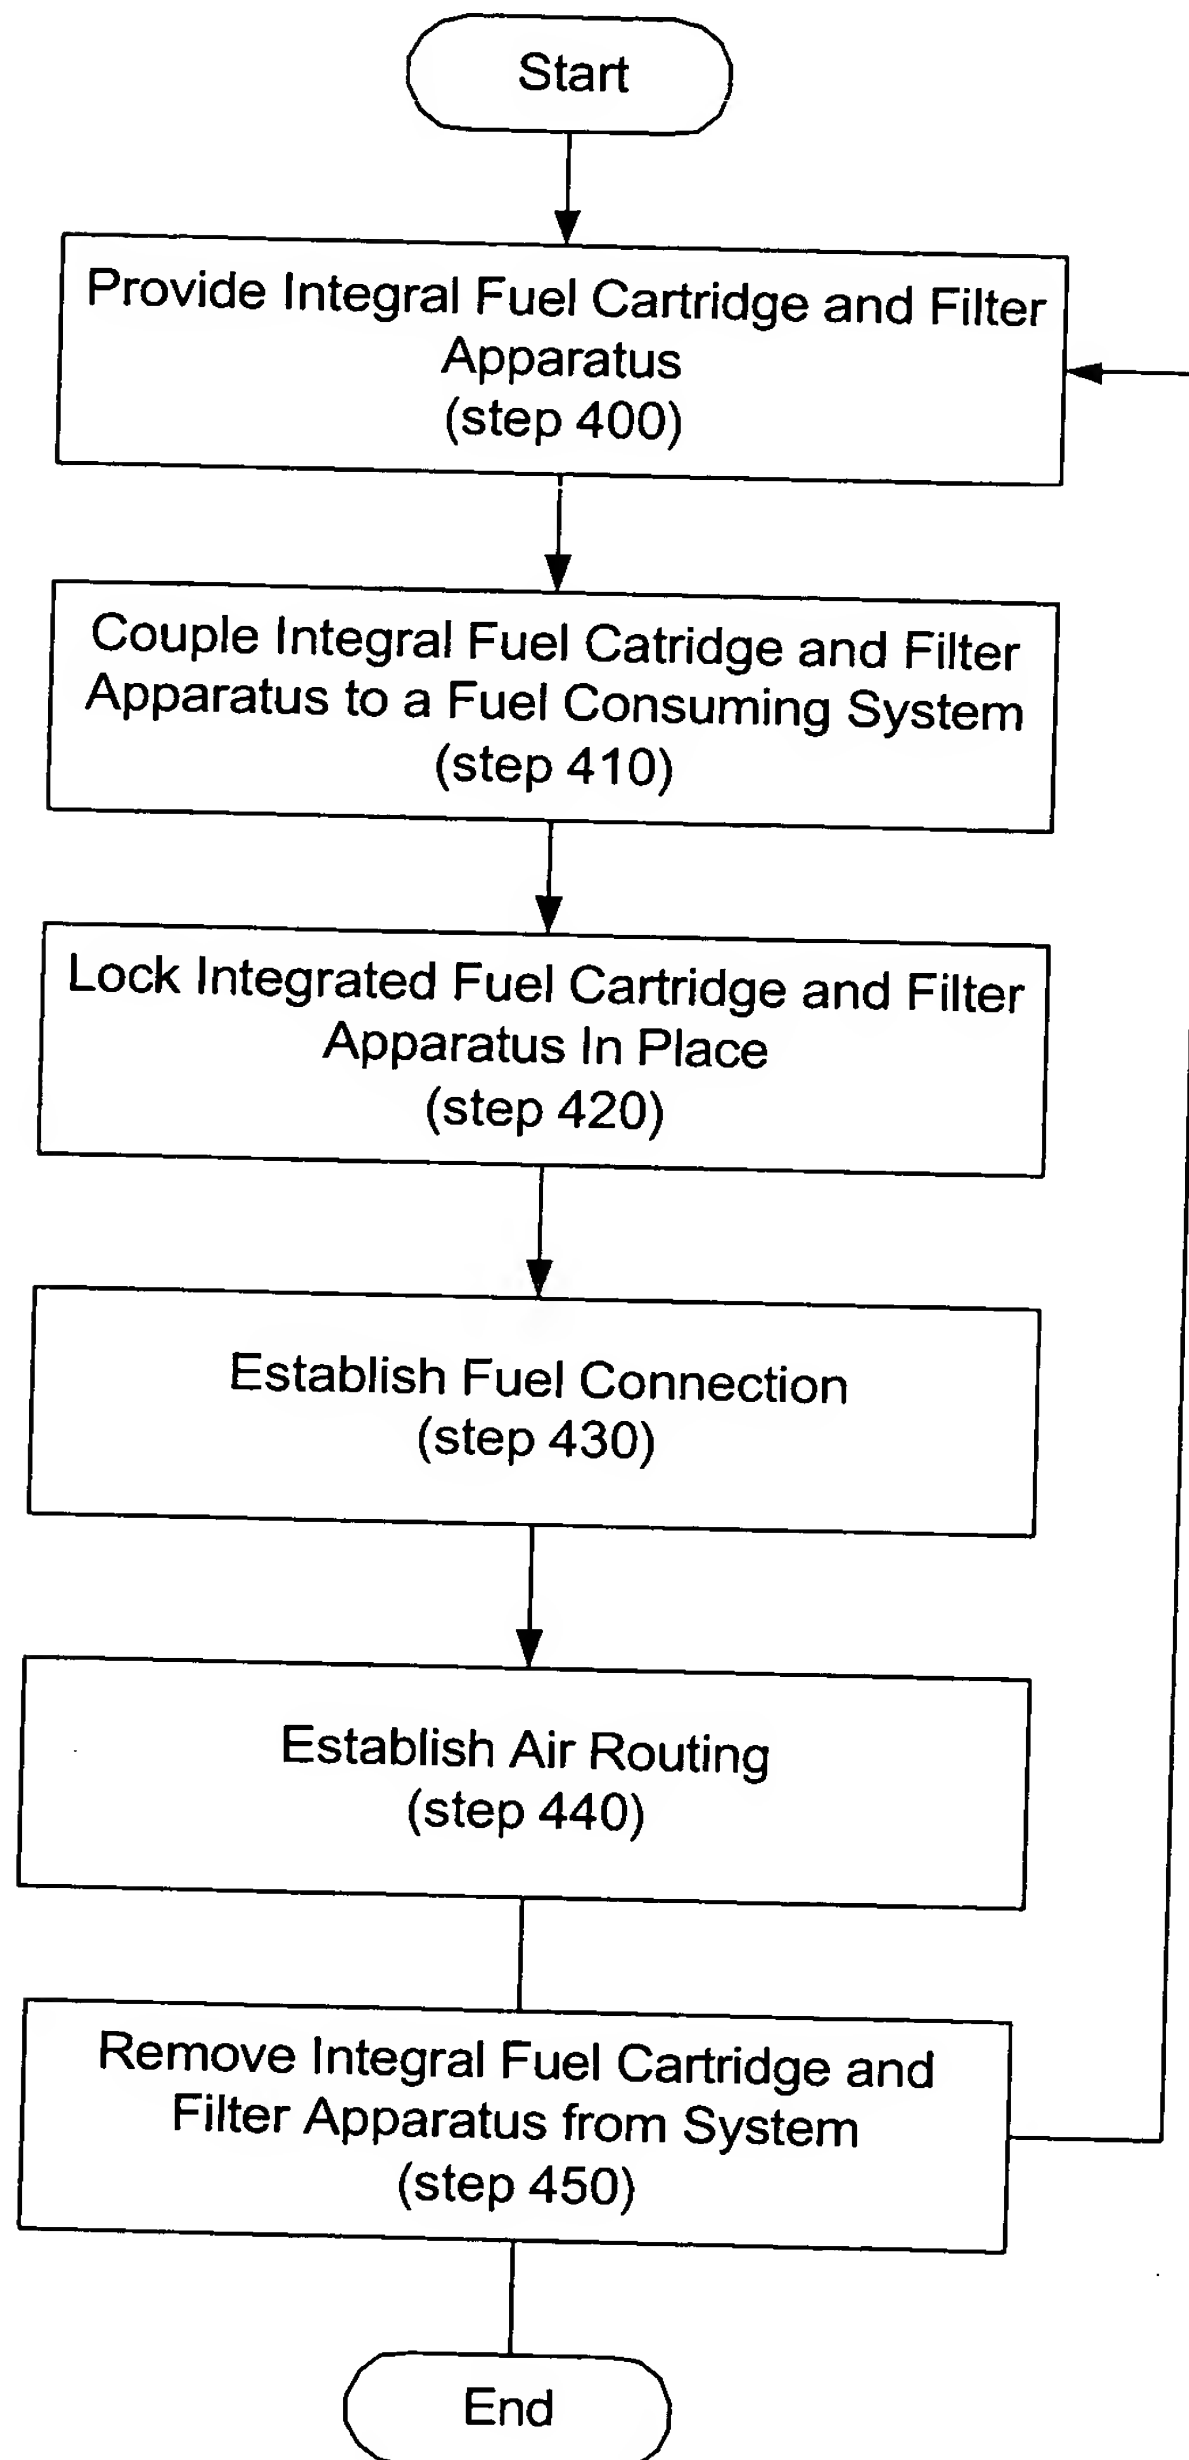 Start
Provide Integral Fuel Cartridge and Filter
Apparatus
(step 400)
Couple Integral Fuel Catridge and Filter
Apparatus to a Fuel Consuming System
(step 410)
Lock Integrated Fuel Cartridge and Filter
Apparatus In Place
(step 420)
Establish Fuel Connection
(step 430)
Establish Air Routing
(step 440)
Remove Integral Fuel Cartridge and
Filter Apparatus from System
(step 450)
End